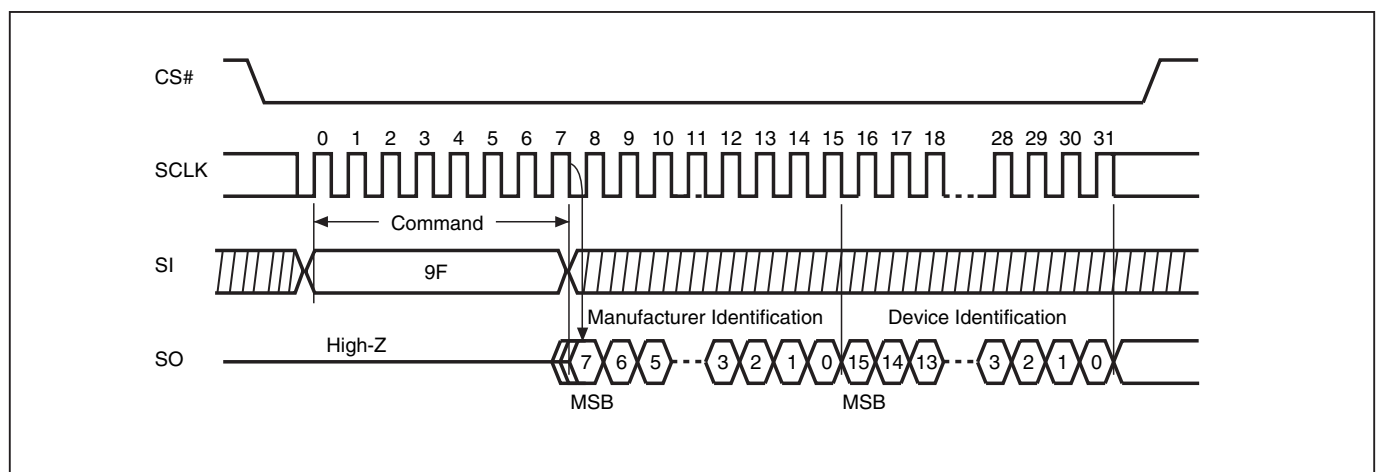 CS#
0 1 2 3 4 5 6 7 8 9 10 11 12 13 14 15 16 17 18 28 29 30 31
SCLK
Command
SI
9F
Manufacturer Identification Device Identification
High-Z
SO
7 6 5 3 2 1 0 15 14 13 3 2 1 0
MSB MSB